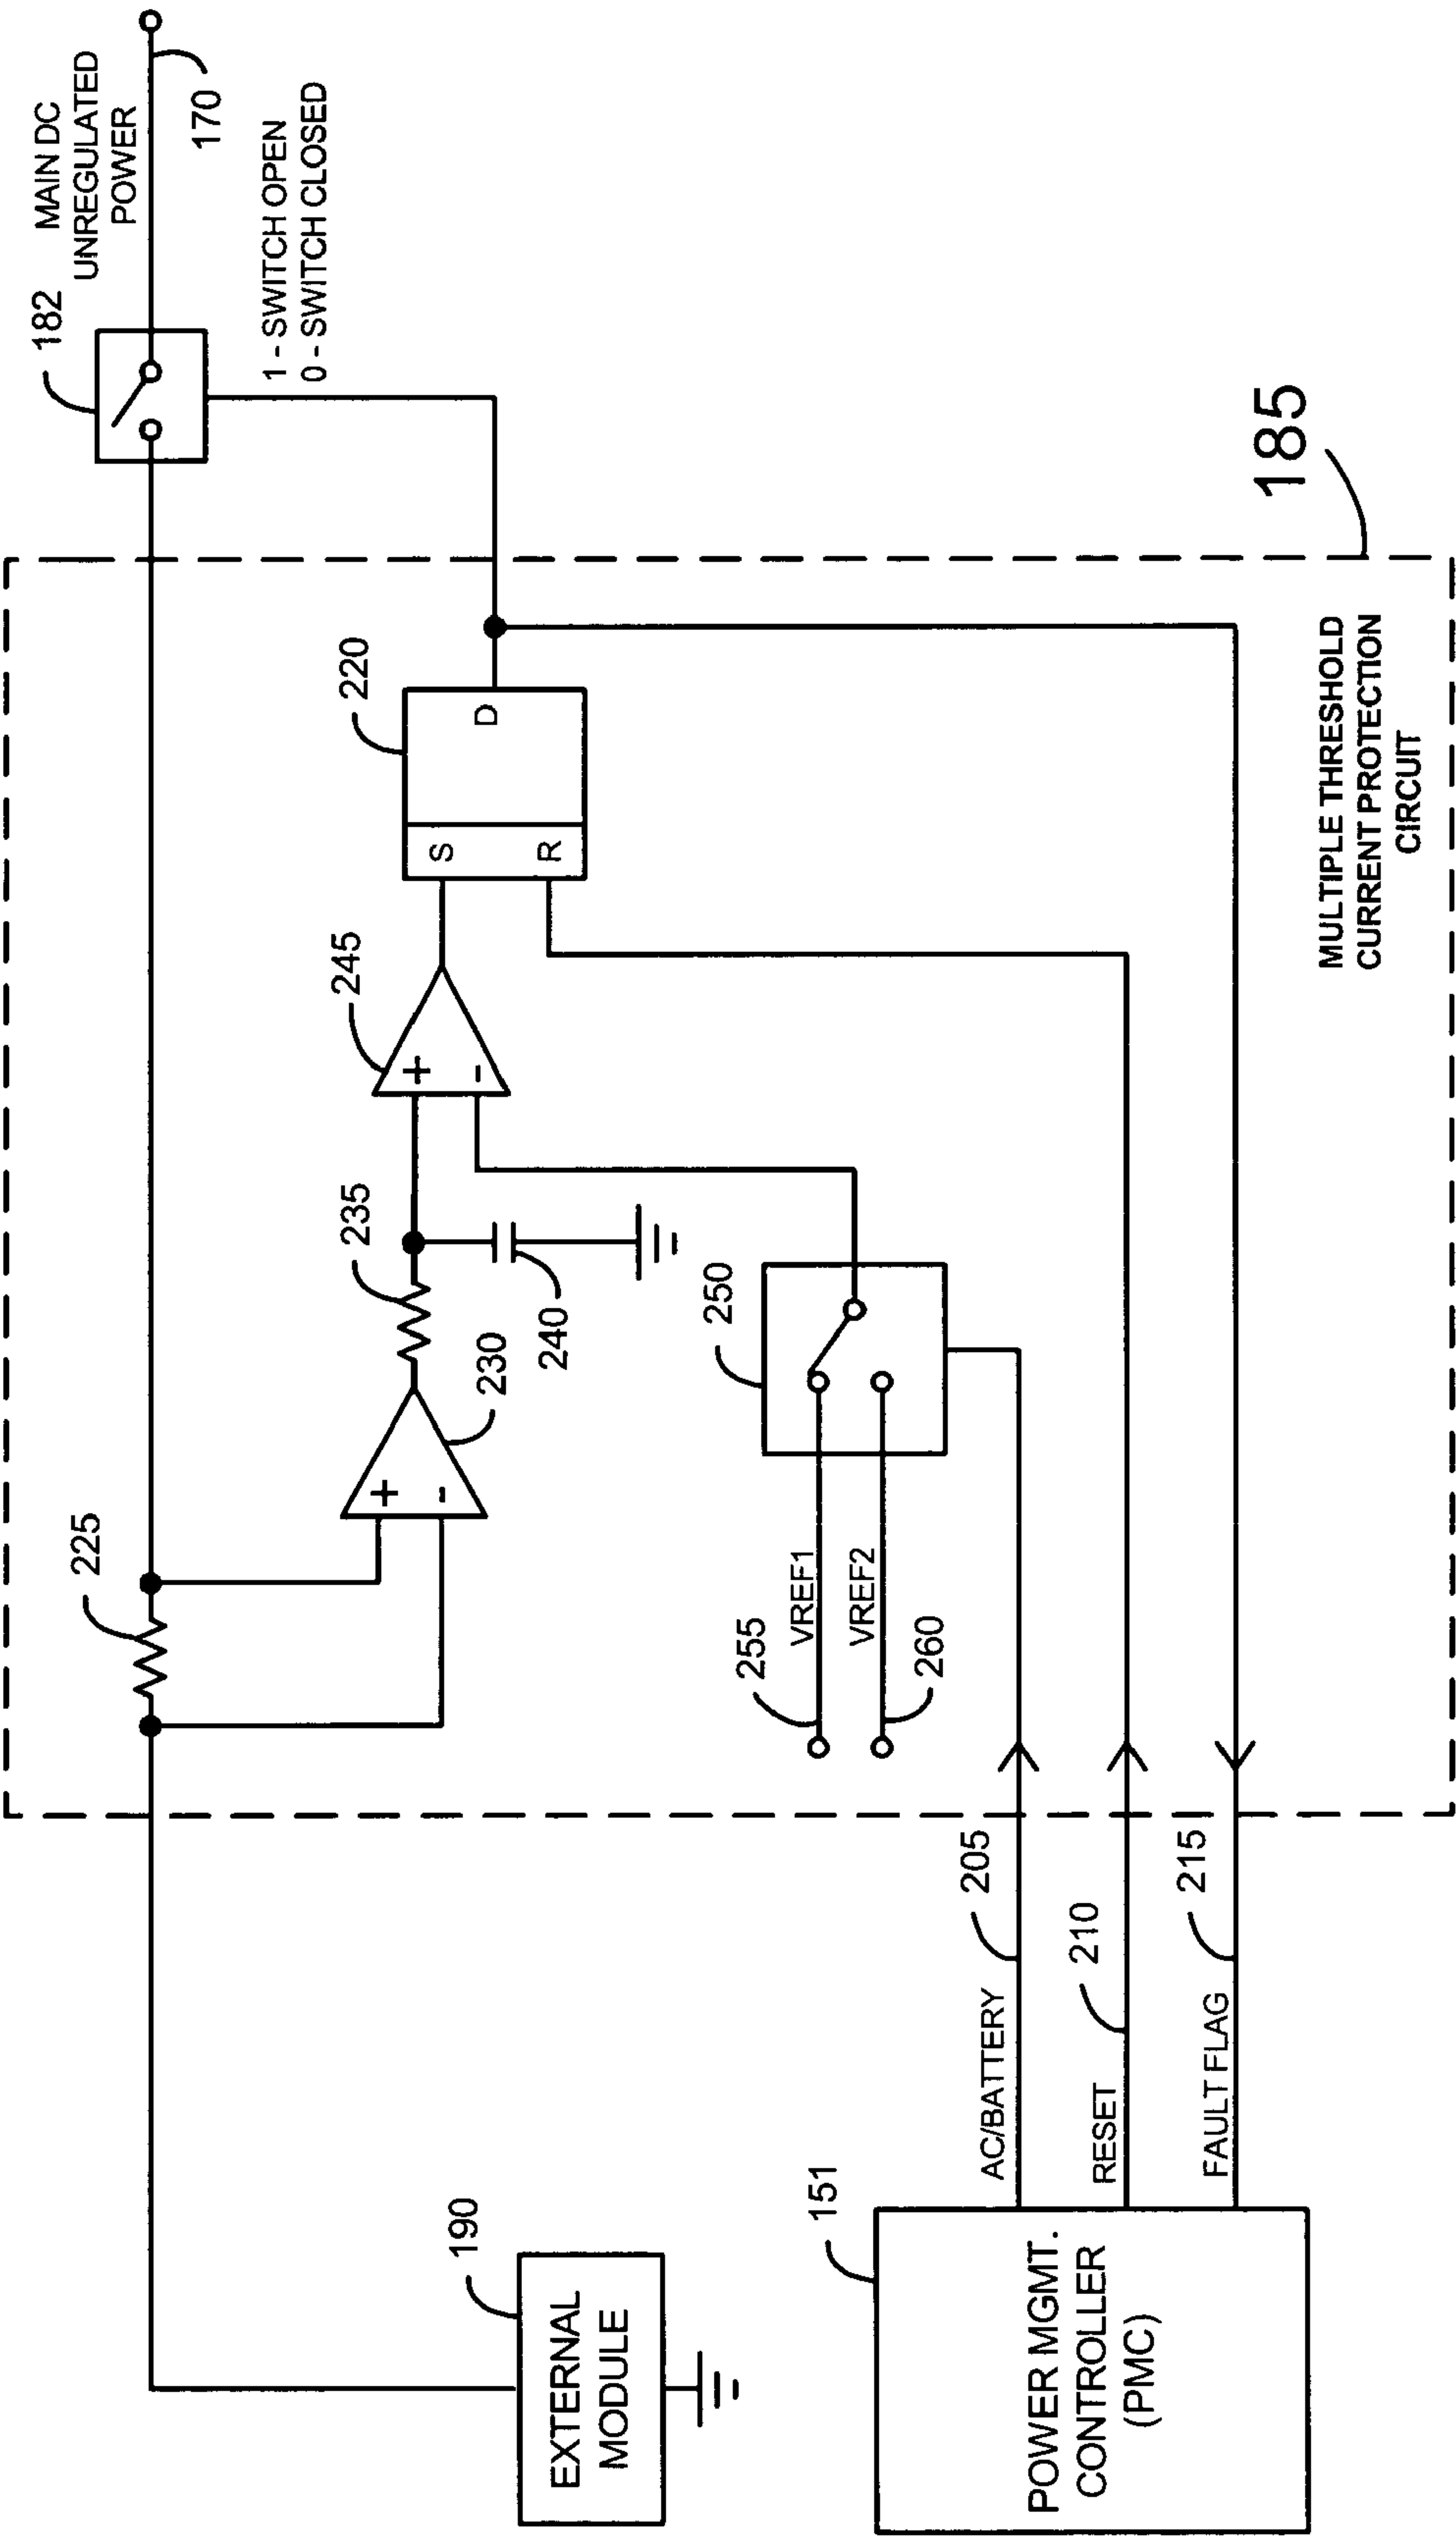 182
MAIN DC
UNREGULATED
POWER
170
1 - SWITCH OPEN
0 - SWITCH CLOSED
225
230
+
-
235
240
245
+
-
220
S
R
D
250
255
VREF1
VREF2
260
185
MULTIPLE THRESHOLD
CURRENT PROTECTION
CIRCUIT
190
EXTERNAL
MODULE
151
POWER MGMT.
CONTROLLER
(PMC)
AC/BATTERY
205
RESET
210
FAULT FLAG
215